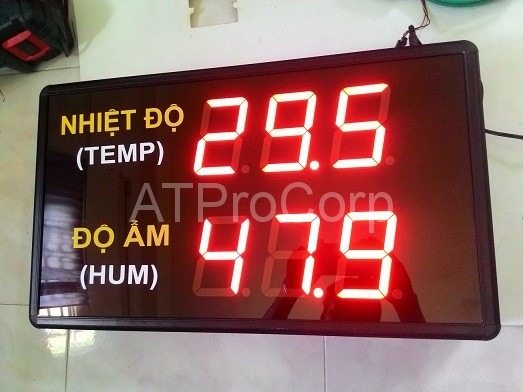 NHIỆT ĐỘ
(TEMP)
29.5
ATProCorp
ĐỘ ẨM
(HUM)
47.9